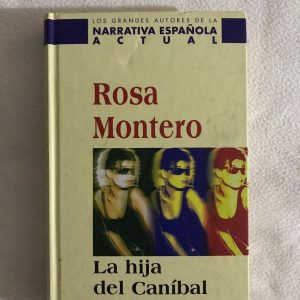 LOS GRANDES AUTORES DE LA
NARRATIVA ESPAÑOLA
ACTUAL
Rosa
Montero
La hija
del Caníbal